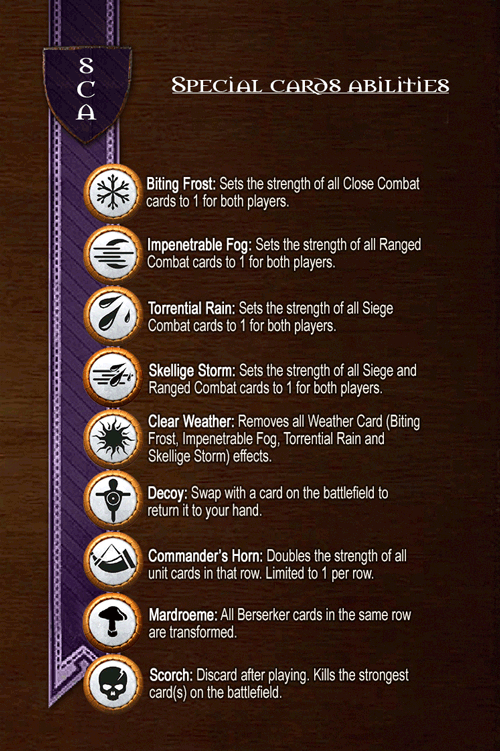 S
C
A
Special cards abilities
Biting Frost: Sets the strength of all Close Combat
cards to 1 for both players.
Impenetrable Fog: Sets the strength of all Ranged
Combat cards to 1 for both players.
Torrential Rain: Sets the strength of all Siege
Combat cards to 1 for both players.
Skellige Storm: Sets the strength of all Siege and
Ranged Combat cards to 1 for both players.
Clear Weather: Removes all Weather Card (Biting
Frost, Impenetrable Fog, Torrential Rain and
Skellige Storm) effects.
Decoy: Swap with a card on the battlefield to
return it to your hand.
Commander's Horn: Doubles the strength of all
unit cards in that row. Limited to 1 per row.
Mardroeme: All Berserker cards in the same row
are transformed.
Scorch: Discard after playing. Kills the strongest
card(s) on the battlefield.